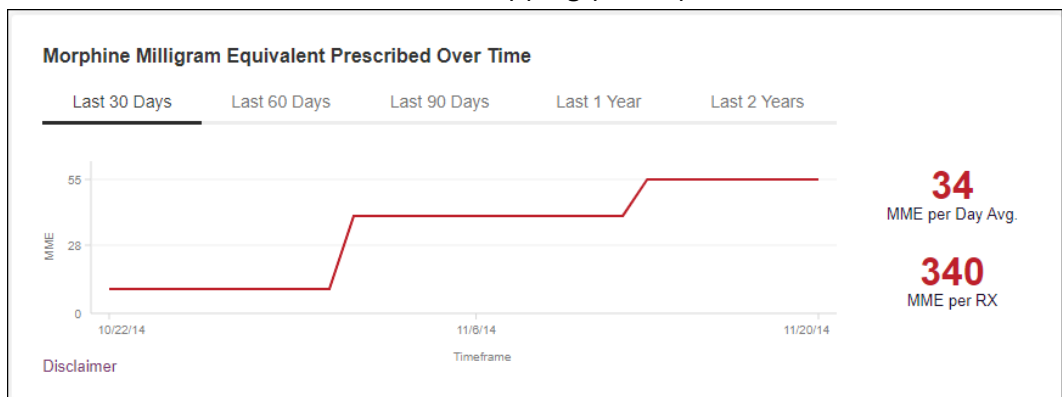 Morphine Milligram Equivalent Prescribed Over Time
Last 30 Days Last 60 Days Last 90 Days Last 1 Year Last 2 Years
55
28
0
MME
10/22/14 11/6/14 11/20/14
Timeframe
34
MME per Day Avg.
340
MME per RX
Disclaimer